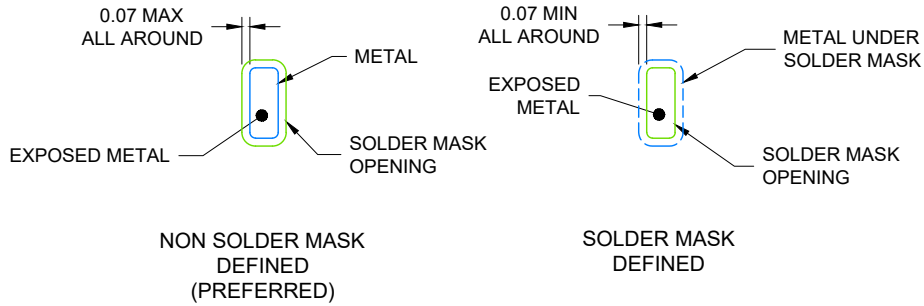 0.07 MAX
ALL AROUND
METAL
EXPOSED METAL
SOLDER MASK
OPENING
NON SOLDER MASK
DEFINED
(PREFERRED)
0.07 MIN
ALL AROUND
METAL UNDER
SOLDER MASK
EXPOSED
METAL
SOLDER MASK
OPENING
SOLDER MASK
DEFINED